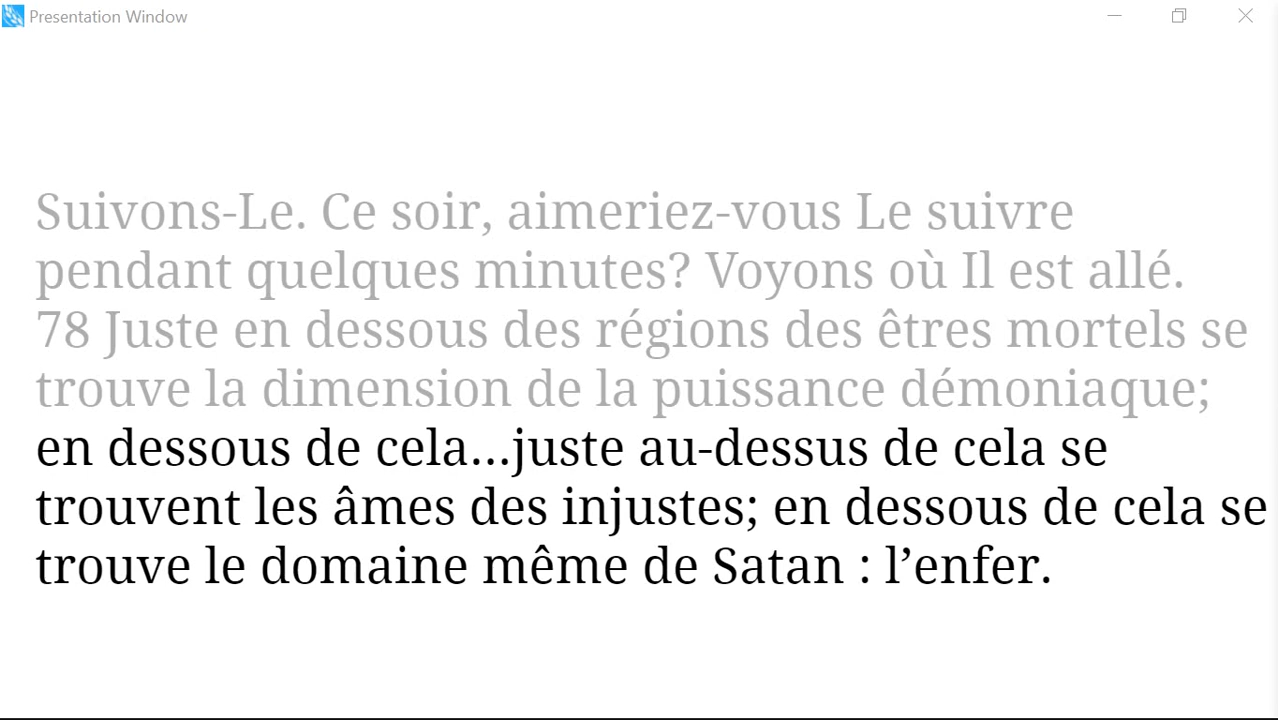 Presentation Window
Suivons-Le. Ce soir, aimeriez-vous Le suivre
pendant quelques minutes? Voyons où Il est allé.
78 Juste en dessous des régions des êtres mortels se
trouve la dimension de la puissance démoniaque;
en dessous de cela…juste au-dessus de cela se
trouvent les âmes des injustes; en dessous de cela se
trouve le domaine même de Satan : l’enfer.